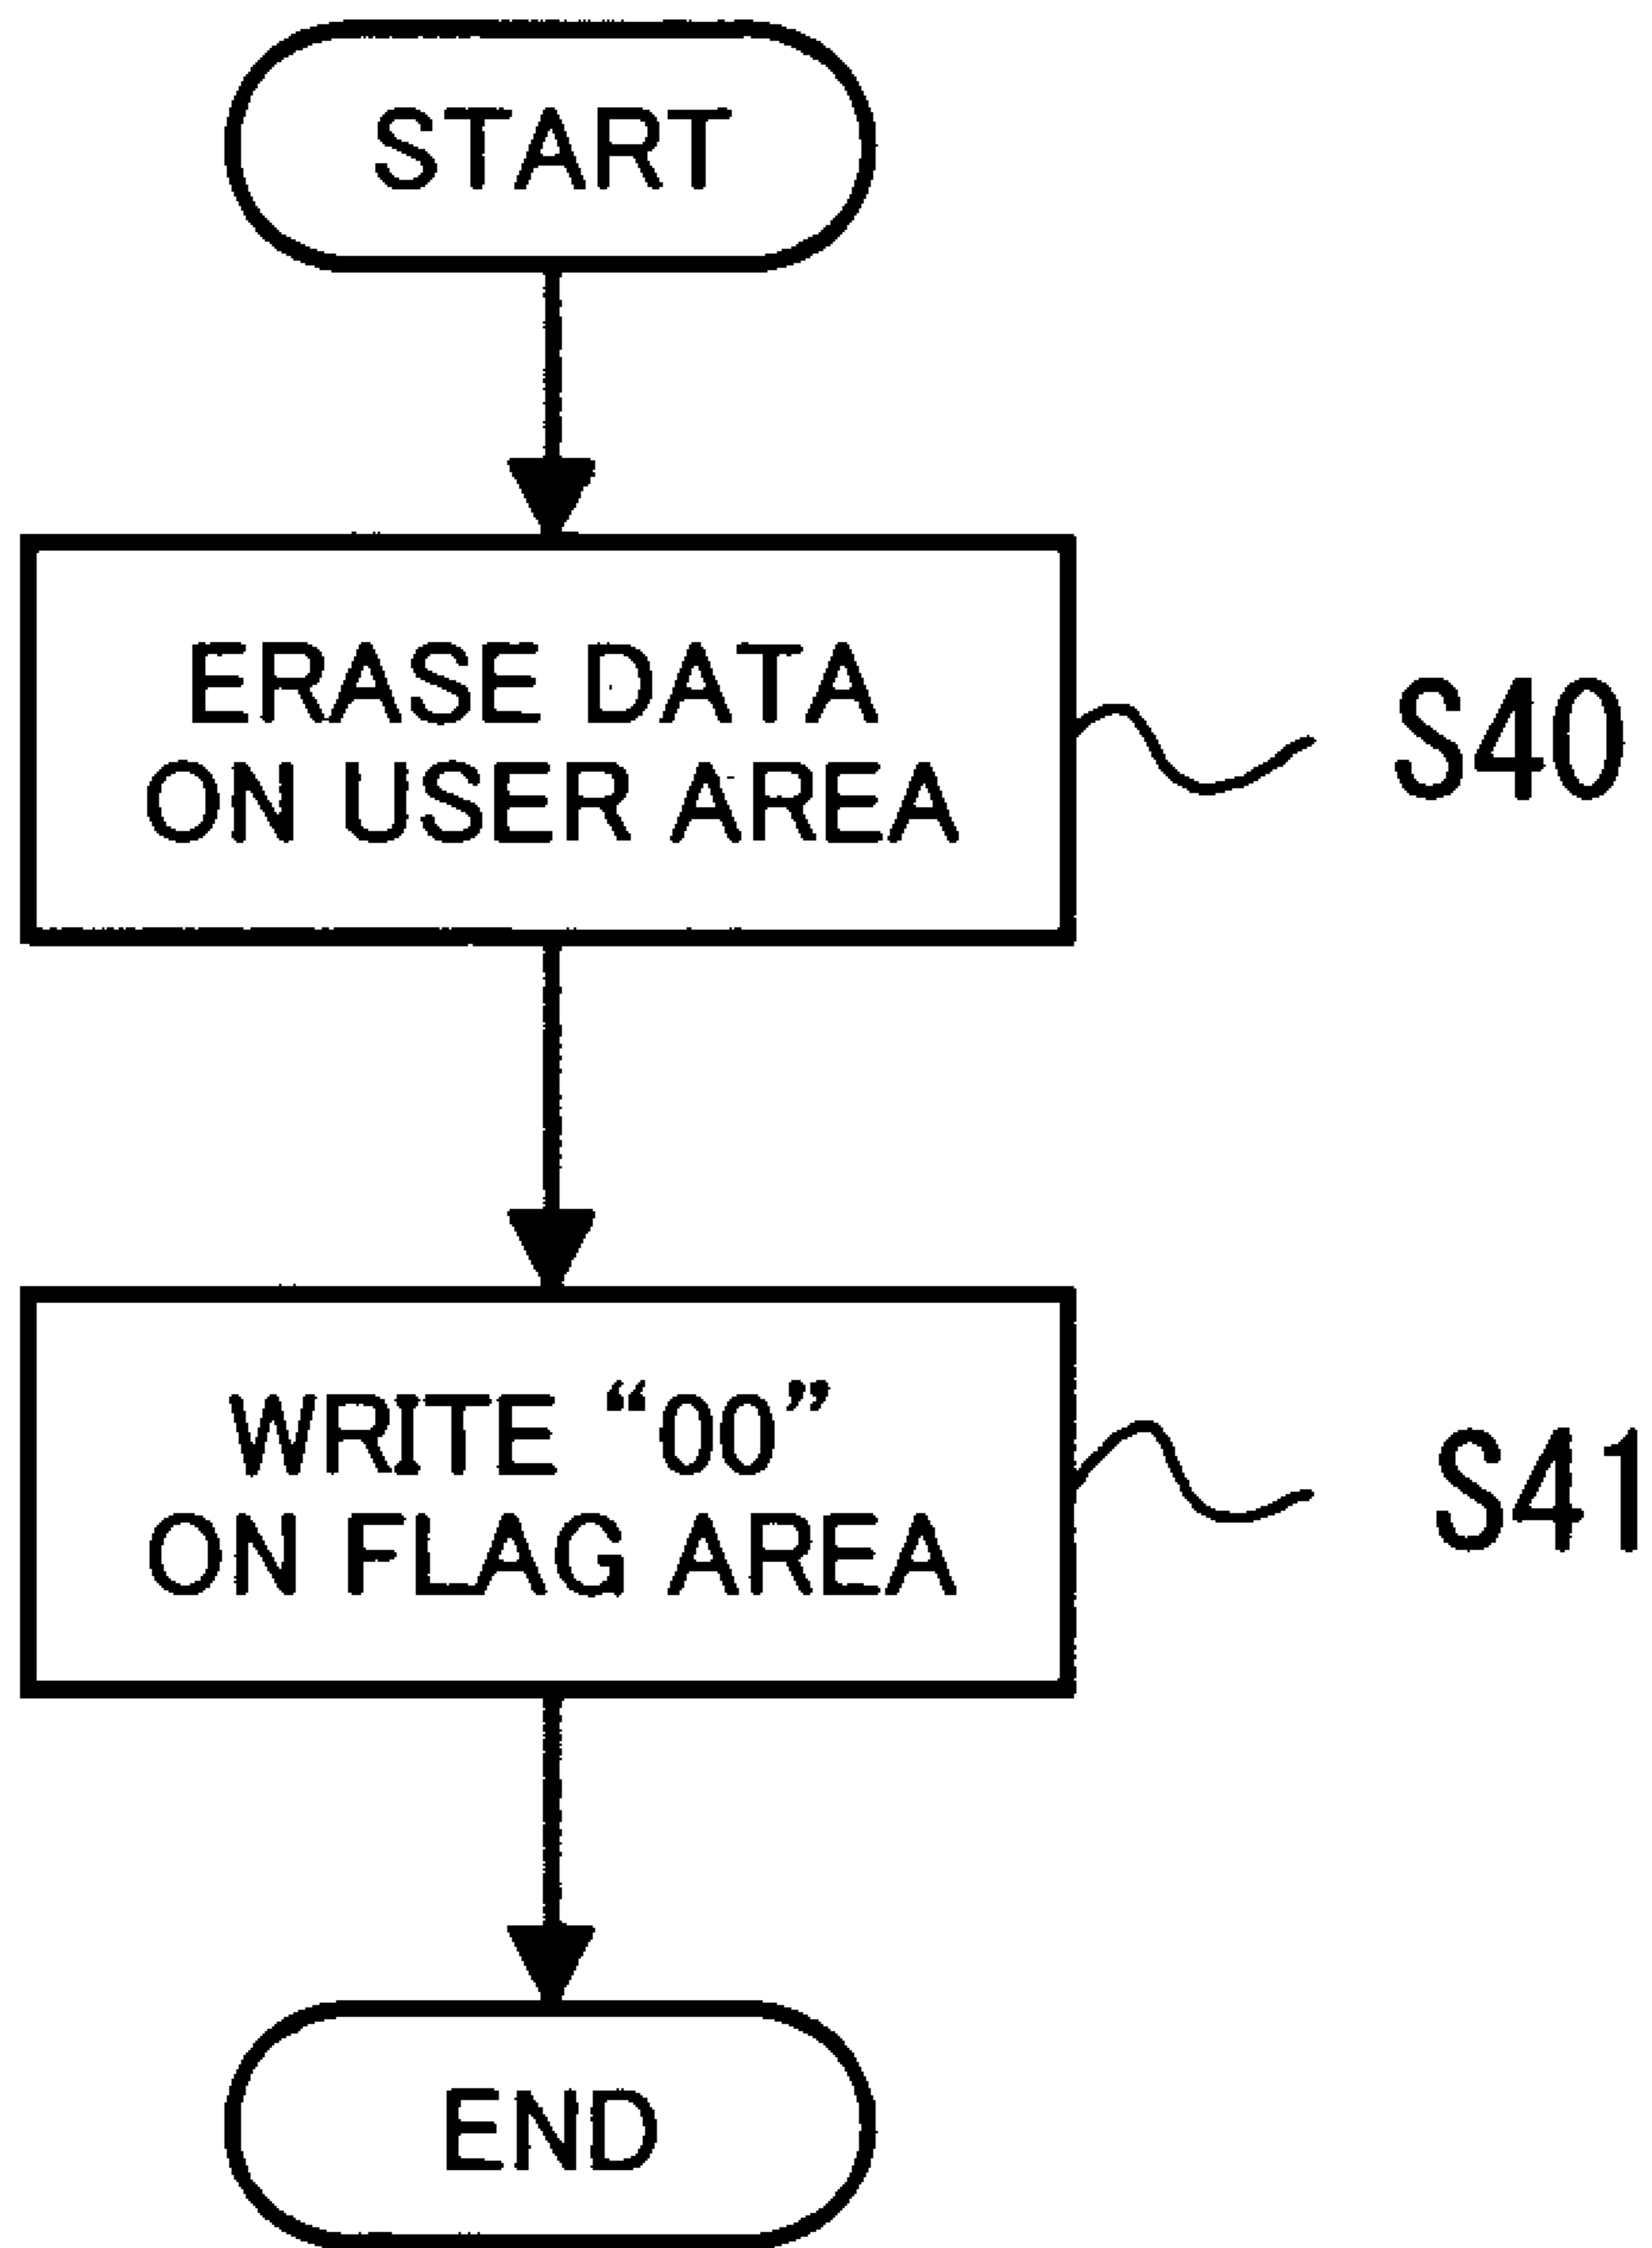 START
ERASE DATA
ON USER AREA
S40
WRITE “00”
ON FLAG AREA
S41
END